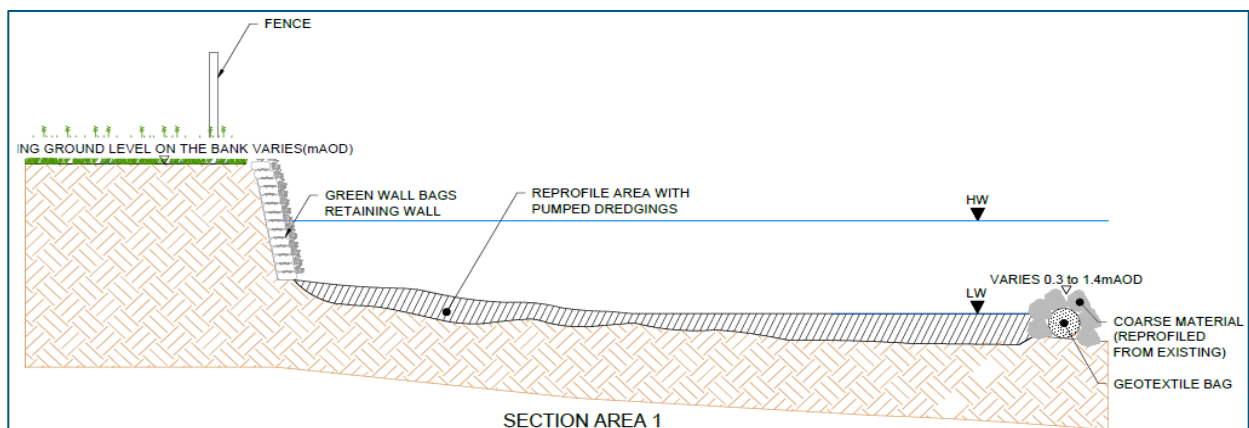 FENCE
ING GROUND LEVEL ON THE BANK VARIES(mAOD)
GREEN WALL BAGS
RETAINING WALL
REPROFILE AREA WITH
PUMPED DREDGINGS
HW
VARIES 0.3 to 1.4mAOD
LW
COARSE MATERIAL
(REPROFILED
FROM EXISTING)
GEOTEXTILE BAG
SECTION AREA 1